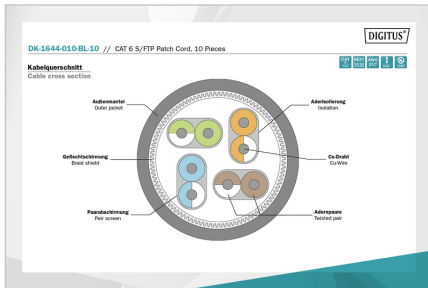 DIGITUS®
DK-1644-010-BL-10 // CAT 6 S/FTP Patch Cord, 10 Pieces
Kabelquerschnitt
Cable cross section
Außenmantel
Outer jacket
Aderisolierung
Isolation
Geflechtschirmung
Braid shield
Cu-Draht
Cu-Wire
Paarabschirmung
Pair screen
Adernpaare
Twisted pair